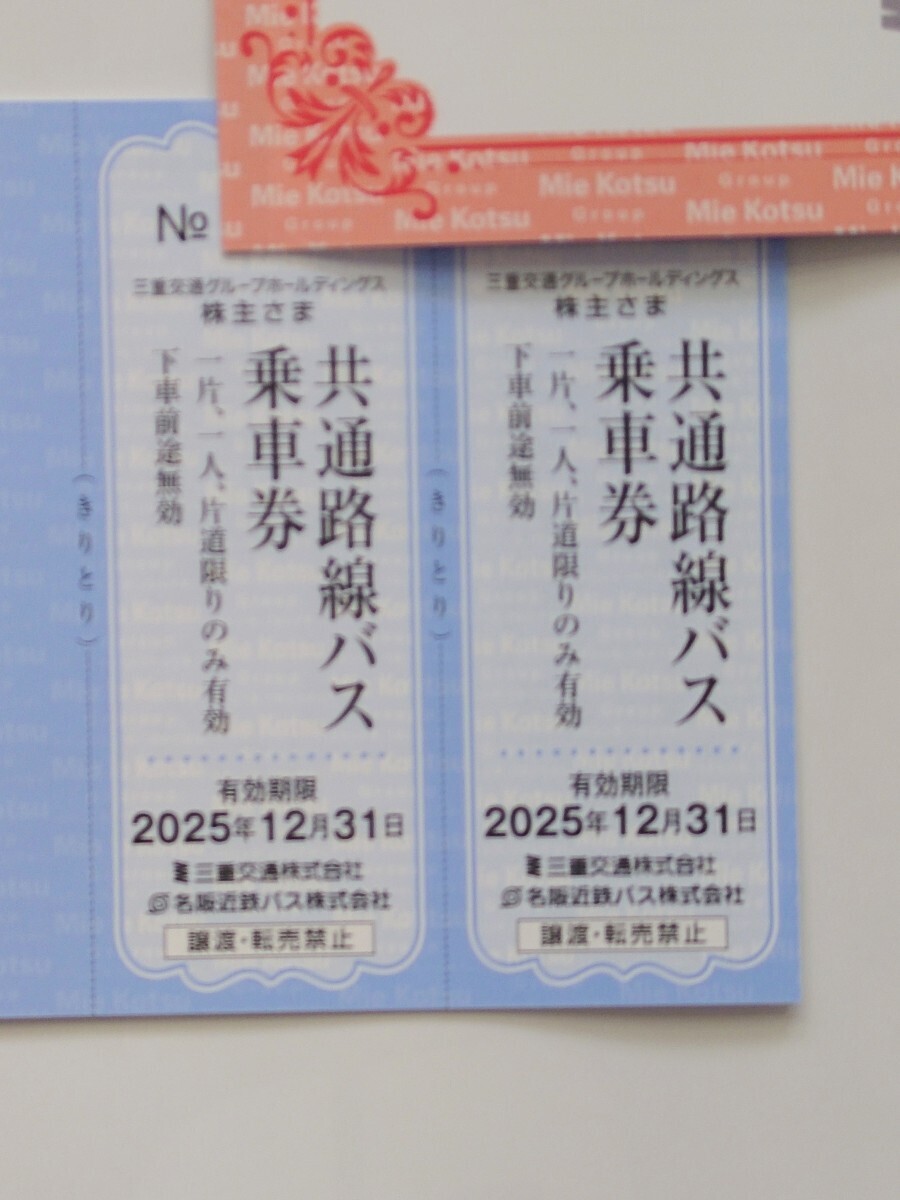 Mie Kotsu
Group
Mie Kotsu
Group
Mie Kotsu
Group
Mie Kotsu
Mie Kotsu
Group
Mie Kotsu
№
三重交通グループホールディングス
株主さま
共通路線バス
乗車券
一片、一人、片道限りのみ有効
下車前途無効
有効期限
2025年12月31日
三重交通株式会社
名阪近鉄バス株式会社
譲渡・転売禁止
(きりとり)
三重交通グループホールディングス
株主さま
共通路線バス
乗車券
一片、一人、片道限りのみ有効
下車前途無効
有効期限
2025年12月31日
三重交通株式会社
名阪近鉄バス株式会社
譲渡・転売禁止
(きりとり)